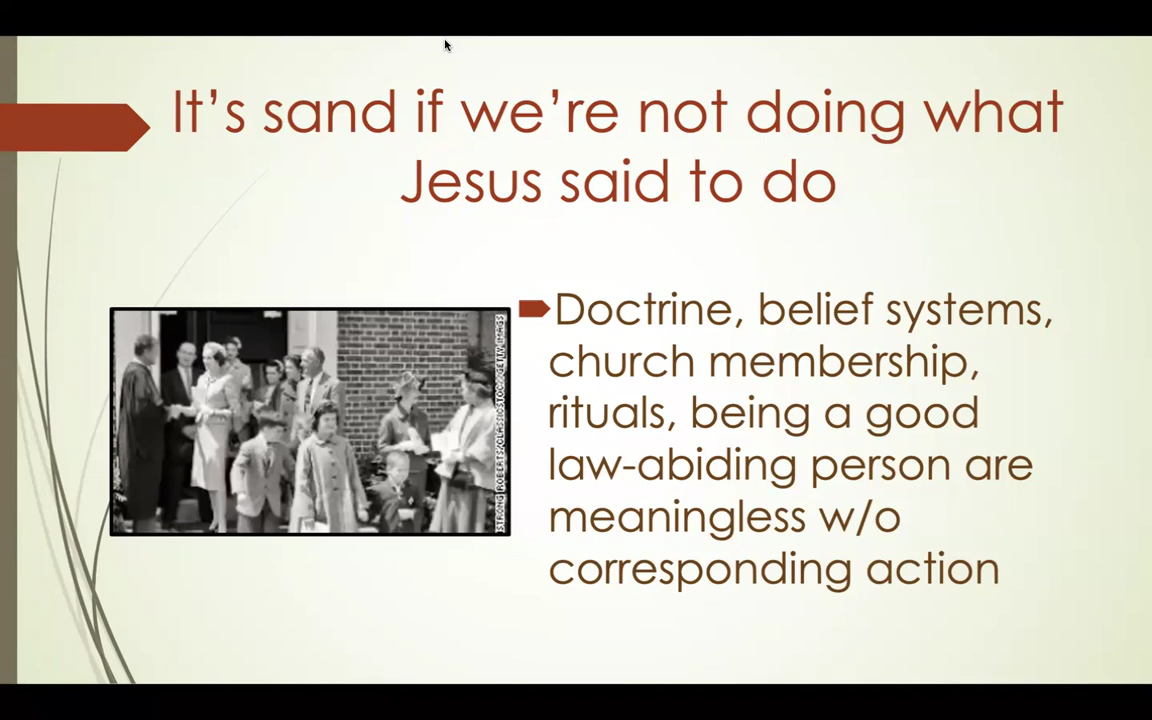 It’s sand if we’re not doing what
Jesus said to do
Doctrine, belief systems,
church membership,
rituals, being a good
law-abiding person are
meaningless w/o
corresponding action